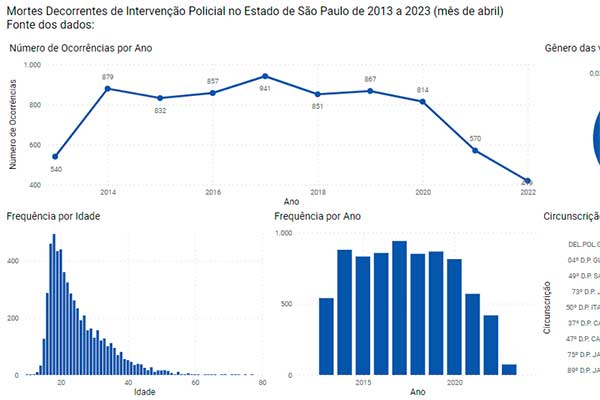 Mortes Decorrentes de Intervenção Policial no Estado de São Paulo de 2013 a 2023 (mês de abril)
Fonte dos dados:
Número de Ocorrências por Ano
Gênero das
0,0
Número de Ocorrências
1.000
800
600
400
540
879
832
857
941
851
867
814
570
2014
2016
2018
2020
2022
Ano
Frequência por Idade
400
200
0
20
40
60
80
Idade
Frequência por Ano
1.000
500
0
2015
2020
Ano
Circunscriçã
Circunscrição
DEL.POL.
04º D.P. GU
49º D.P. SA
73º D.P. J
50º D.P. ITA
37º D.P. CA
47º D.P. CA
75º D.P. JA
89º D.P. JA